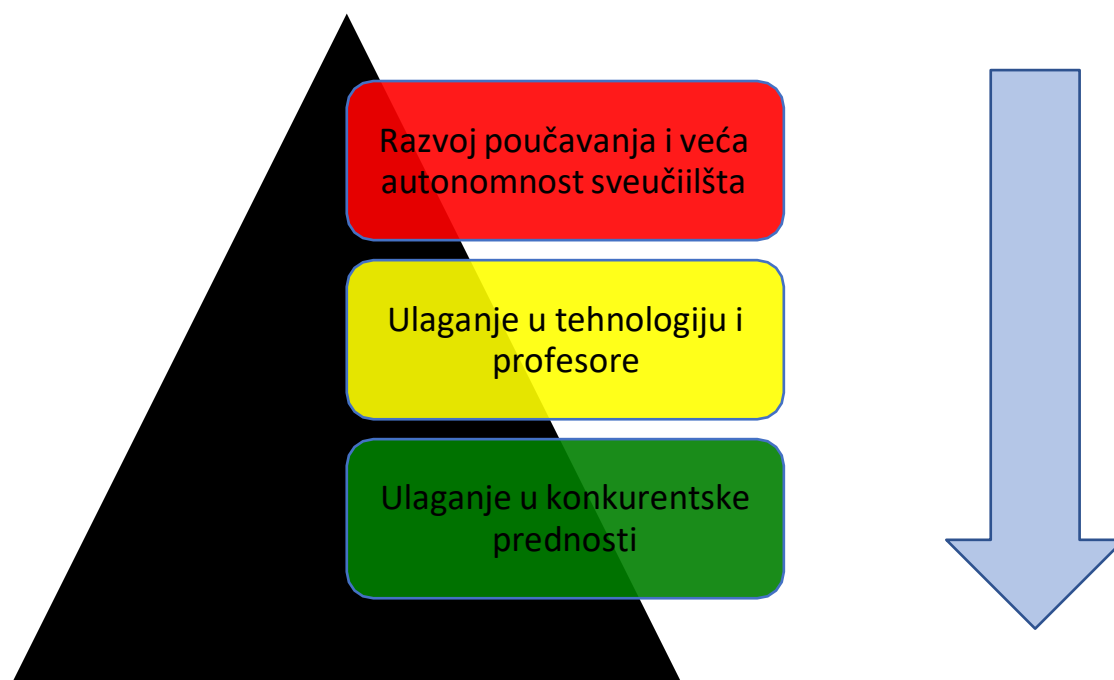 Razvoj poučavanja i veća
autonomnost sveučiilšta
Ulaganje u tehnologiju i
profesore
Ulaganje u konkurentske
prednosti